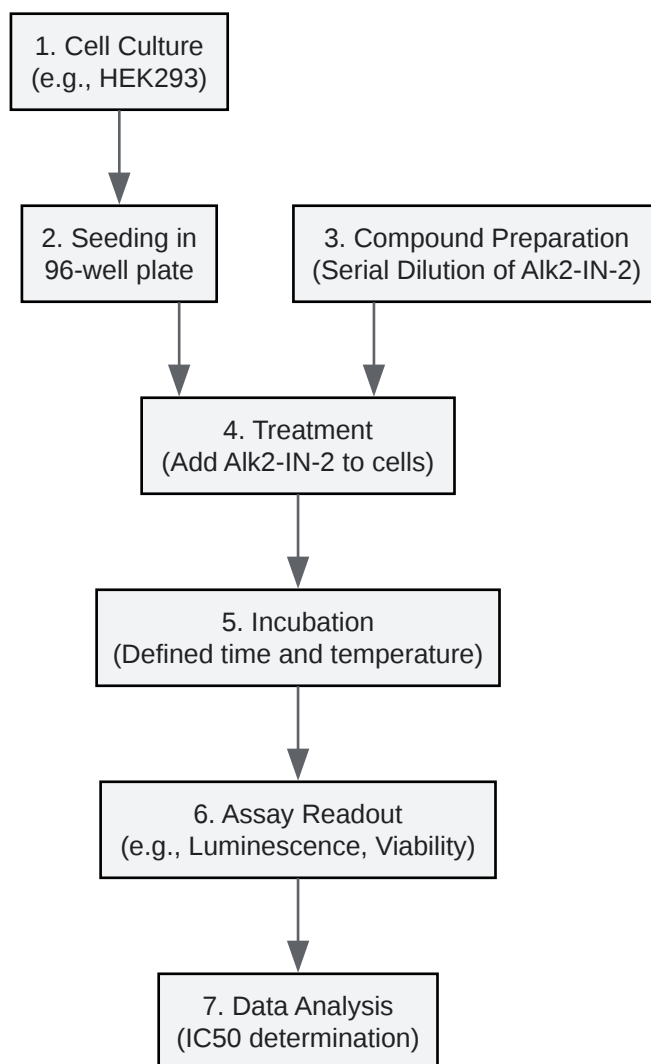 1. Cell Culture
(e.g., HEK293)
2. Seeding in
96-well plate
3. Compound Preparation
(Serial Dilution of Alk2-IN-2)
4. Treatment
(Add Alk2-IN-2 to cells)
5. Incubation
(Defined time and temperature)
6. Assay Readout
(e.g., Luminescence, Viability)
7. Data Analysis
(IC50 determination)